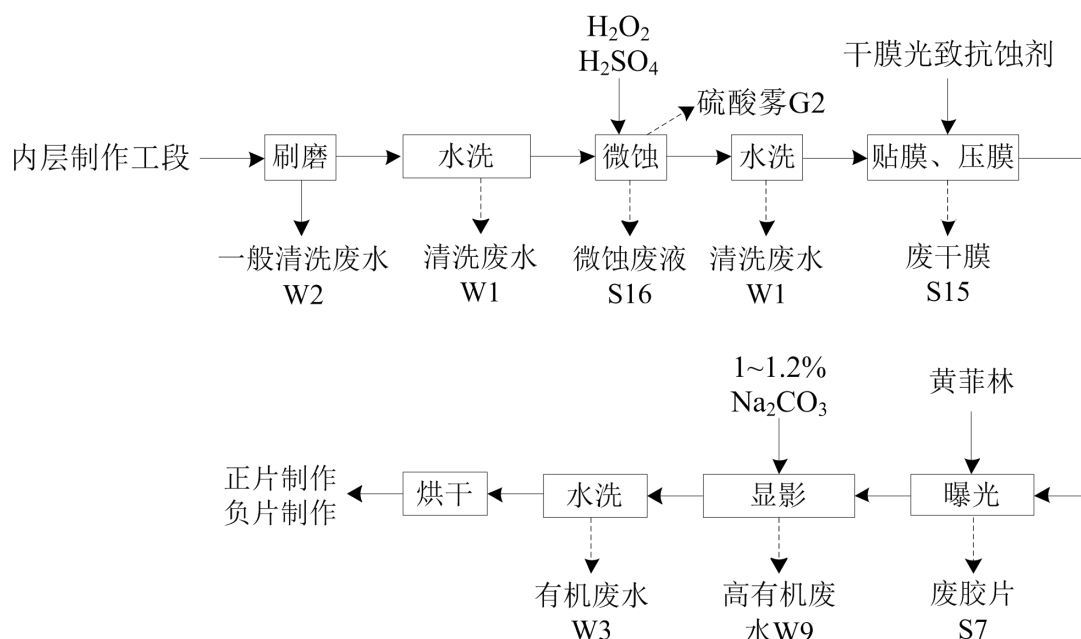 H₂O₂
H₂SO₄
干膜光致抗蚀剂
硫酸雾G2
内层制作工段
刷磨
水洗
微蚀
水洗
贴膜、压膜
一般清洗废水
W2
清洗废水
W1
微蚀废液
S16
清洗废水
W1
废干膜
S15
1~1.2%
Na₂CO₃
黄菲林
正片制作
负片制作
烘干
水洗
显影
曝光
有机废水
W3
高有机废
水W9
废胶片
S7